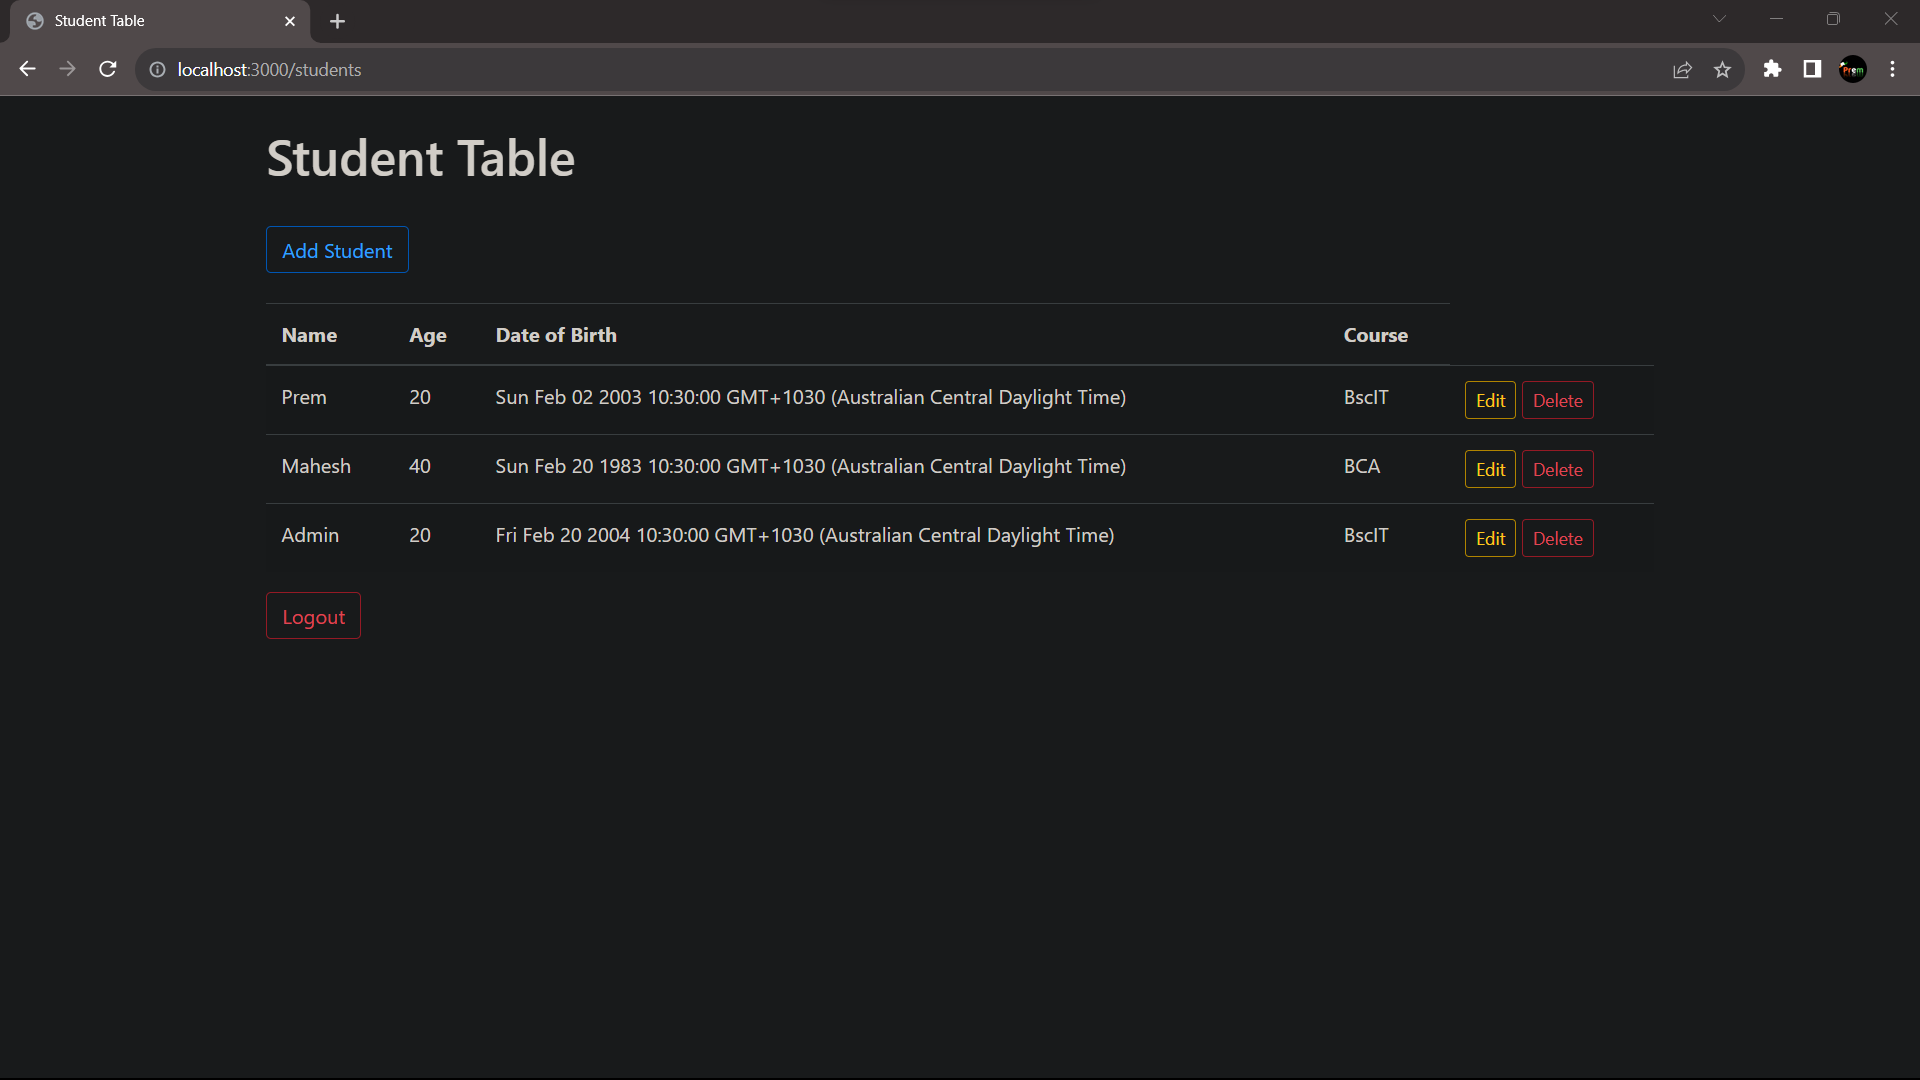 Student Table
localhost:3000/students
Prem
Student Table
Add Student
Name Age Date of Birth Course
Prem 20 Sun Feb 02 2003 10:30:00 GMT+1030 (Australian Central Daylight Time) BscIT Edit Delete
Mahesh 40 Sun Feb 20 1983 10:30:00 GMT+1030 (Australian Central Daylight Time) BCA Edit Delete
Admin 20 Fri Feb 20 2004 10:30:00 GMT+1030 (Australian Central Daylight Time) BscIT Edit Delete
Logout